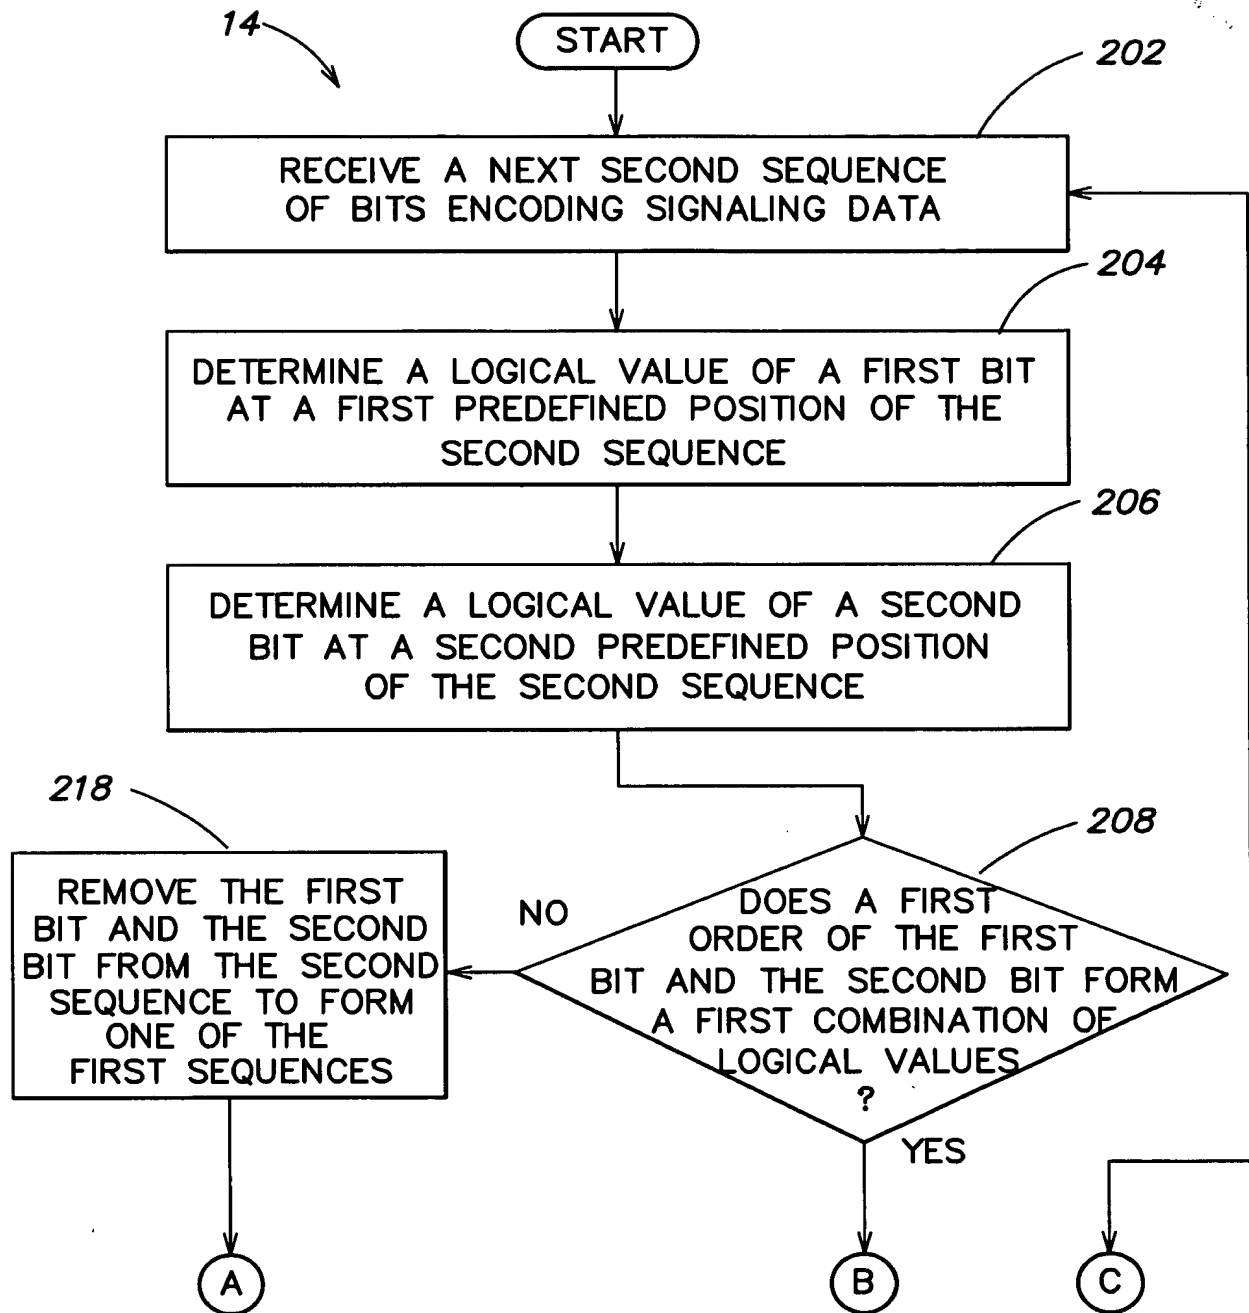 14
START
202
RECEIVE A NEXT SECOND SEQUENCE
OF BITS ENCODING SIGNALING DATA
204
DETERMINE A LOGICAL VALUE OF A FIRST BIT
AT A FIRST PREDEFINED POSITION OF THE
SECOND SEQUENCE
206
DETERMINE A LOGICAL VALUE OF A SECOND
BIT AT A SECOND PREDEFINED POSITION
OF THE SECOND SEQUENCE
218
REMOVE THE FIRST
BIT AND THE SECOND
BIT FROM THE SECOND
SEQUENCE TO FORM
ONE OF THE
FIRST SEQUENCES
NO
208
DOES A FIRST
ORDER OF THE FIRST
BIT AND THE SECOND BIT FORM
A FIRST COMBINATION OF
LOGICAL VALUES
?
YES
A
B
C